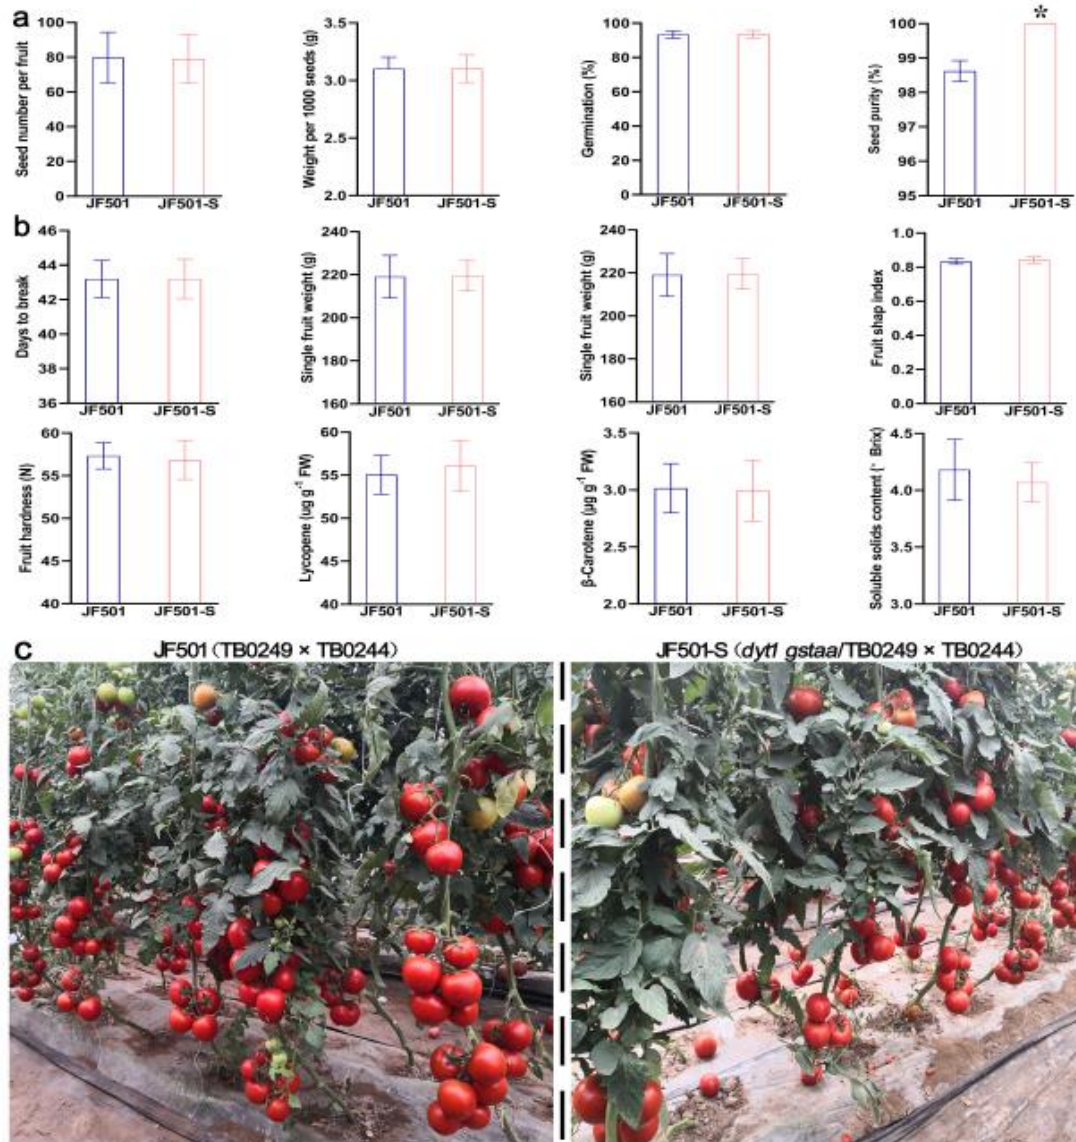 a
Seed number per fruit
100
80
60
40
20
0
JF501
JF501-S
Weight per 1000 seeds (g)
3.5
3.0
2.5
2.0
JF501
JF501-S
Germination (%)
100
80
60
40
20
0
JF501
JF501-S
Seed purity (%)
100
99
98
97
96
95
*
JF501
JF501-S
b
Days to break
46
44
42
40
38
36
JF501
JF501-S
Single fruit weight (g)
240
220
200
180
160
JF501
JF501-S
Single fruit weight (g)
240
220
200
180
160
JF501
JF501-S
Fruit shap index
1.0
0.8
0.6
0.4
0.2
0.0
JF501
JF501-S
Fruit hardness (N)
60
55
50
45
40
JF501
JF501-S
Lycopene (ug g-1 FW)
60
55
50
45
40
JF501
JF501-S
β-Carotene (μg g-1 FW)
3.5
3.0
2.5
2.0
JF501
JF501-S
Soluble solids content (° Brix)
4.5
4.0
3.5
3.0
JF501
JF501-S
c
JF501 (TB0249 × TB0244)
JF501-S (dyt1 gstaa/TB0249 × TB0244)